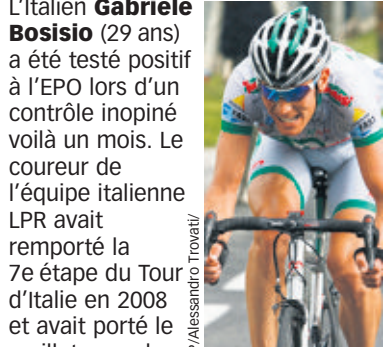 L'Italien Gabriele
Bosisio (29 ans)
a été testé positif
à l'EPO lors d'un
contrôle inopiné
voilà un mois. Le
coureur de
l'équipe italienne
LPR avait
remporté la
7e étape du Tour
d'Italie en 2008
et avait porté le
/Alessandro Trovati/